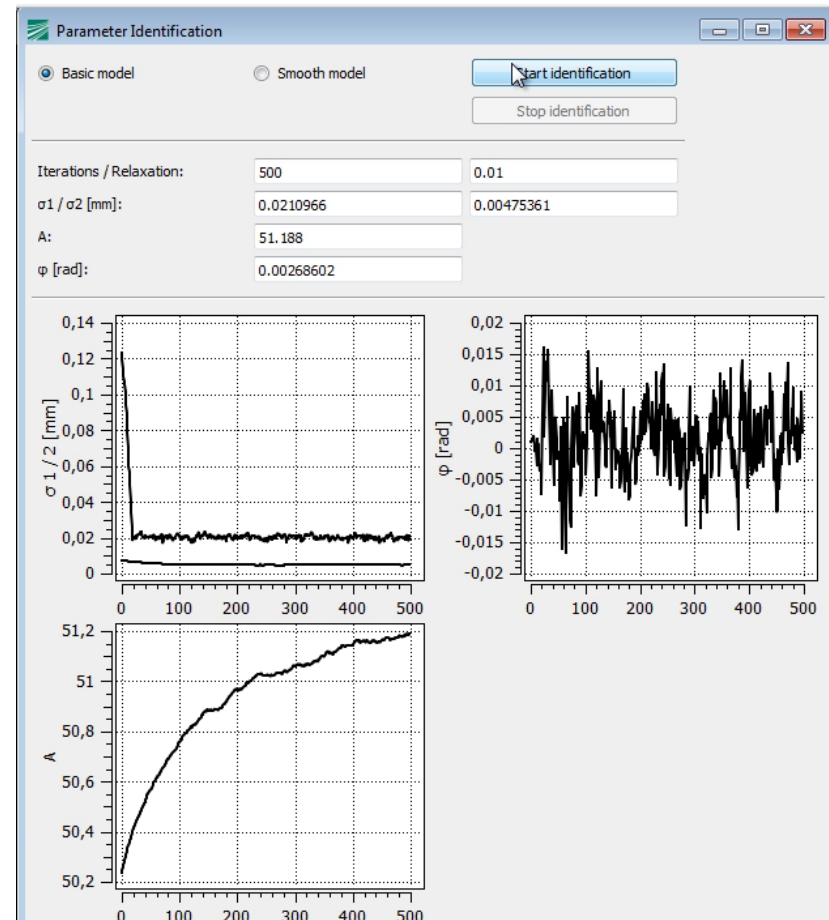 Parameter Identification
Basic model Smooth model Start identification
Stop identification
Iterations / Relaxation: 500 0.01
σ1 / σ2 [mm]: 0.0210966 0.00475361
A: 51.188
φ [rad]: 0.00268602
σ 1 / 2 [mm]
0,14
0,12
0,1
0,08
0,06
0,04
0,02
0
0 100 200 300 400 500
φ [rad]
0,02
0,015
0,01
0,005
0
-0,005
-0,01
-0,015
-0,02
0 100 200 300 400 500
A
51,2
51
50,8
50,6
50,4
50,2
0 100 200 300 400 500